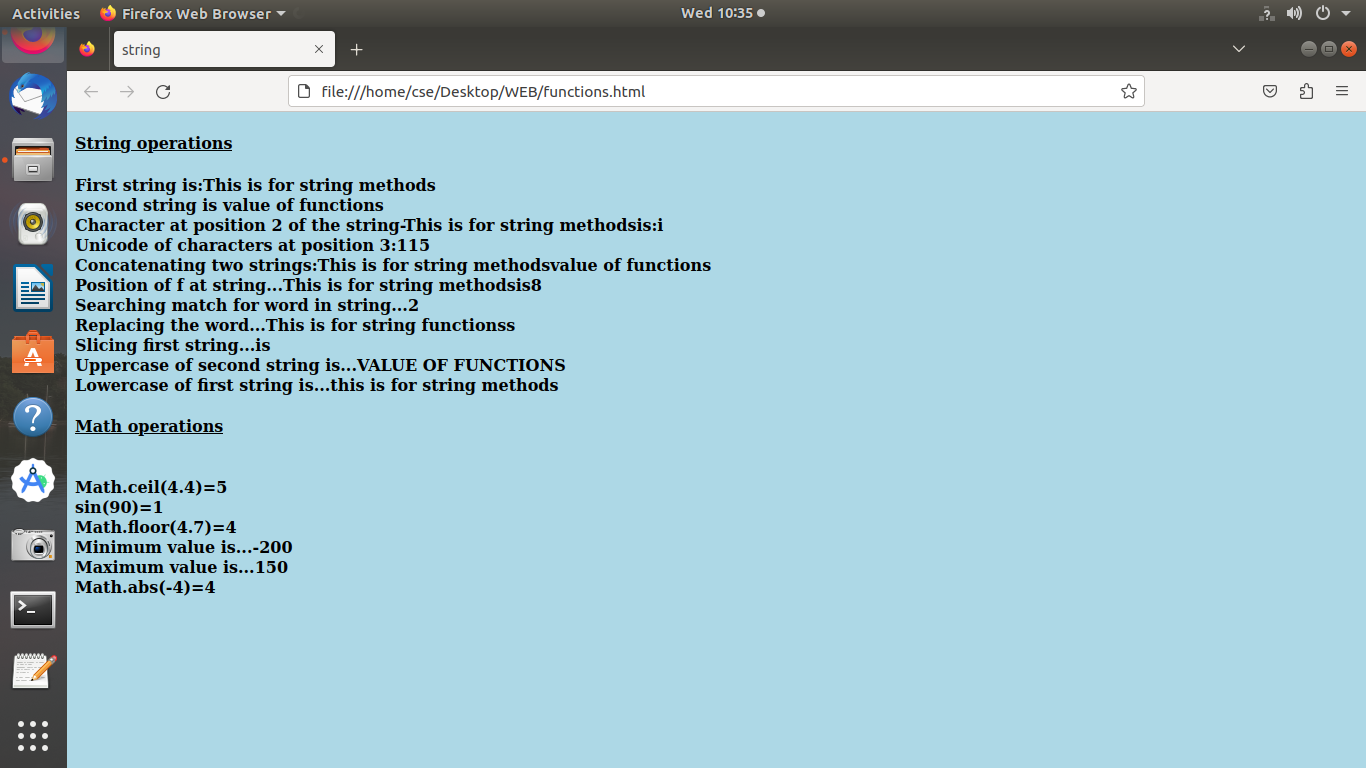 Activities Firefox Web Browser Wed 10:35
string
file:///home/cse/Desktop/WEB/functions.html
String operations
First string is:This is for string methods
second string is value of functions
Character at position 2 of the string-This is for string methodsis:i
Unicode of characters at position 3:115
Concatenating two strings:This is for string methodsvalue of functions
Position of f at string...This is for string methodsis8
Searching match for word in string...2
Replacing the word...This is for string functionss
Slicing first string...is
Uppercase of second string is...VALUE OF FUNCTIONS
Lowercase of first string is...this is for string methods
Math operations
Math.ceil(4.4)=5
sin(90)=1
Math.floor(4.7)=4
Minimum value is...-200
Maximum value is...150
Math.abs(-4)=4